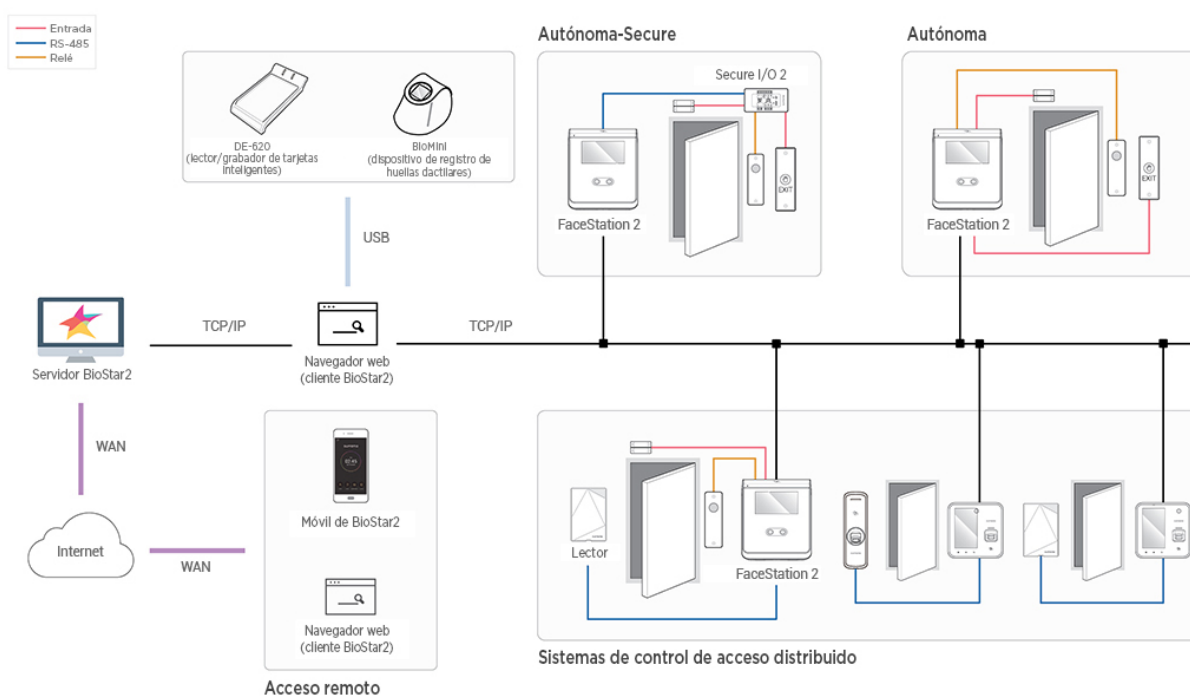 Entrada
RS-485
Relé
DE-620
(lector/grabador de tarjetas
inteligentes)
BioMini
(dispositivo de registro de
huellas dactilares)
USB
Autónoma-Secure
Secure I/O 2
EXIT
FaceStation 2
Autónoma
EXIT
FaceStation 2
Servidor BioStar2
TCP/IP
Navegador web
(cliente BioStar2)
TCP/IP
WAN
Internet
WAN
Móvil de BioStar2
Navegador web
(cliente BioStar2)
Acceso remoto
Lector
FaceStation 2
Sistemas de control de acceso distribuido